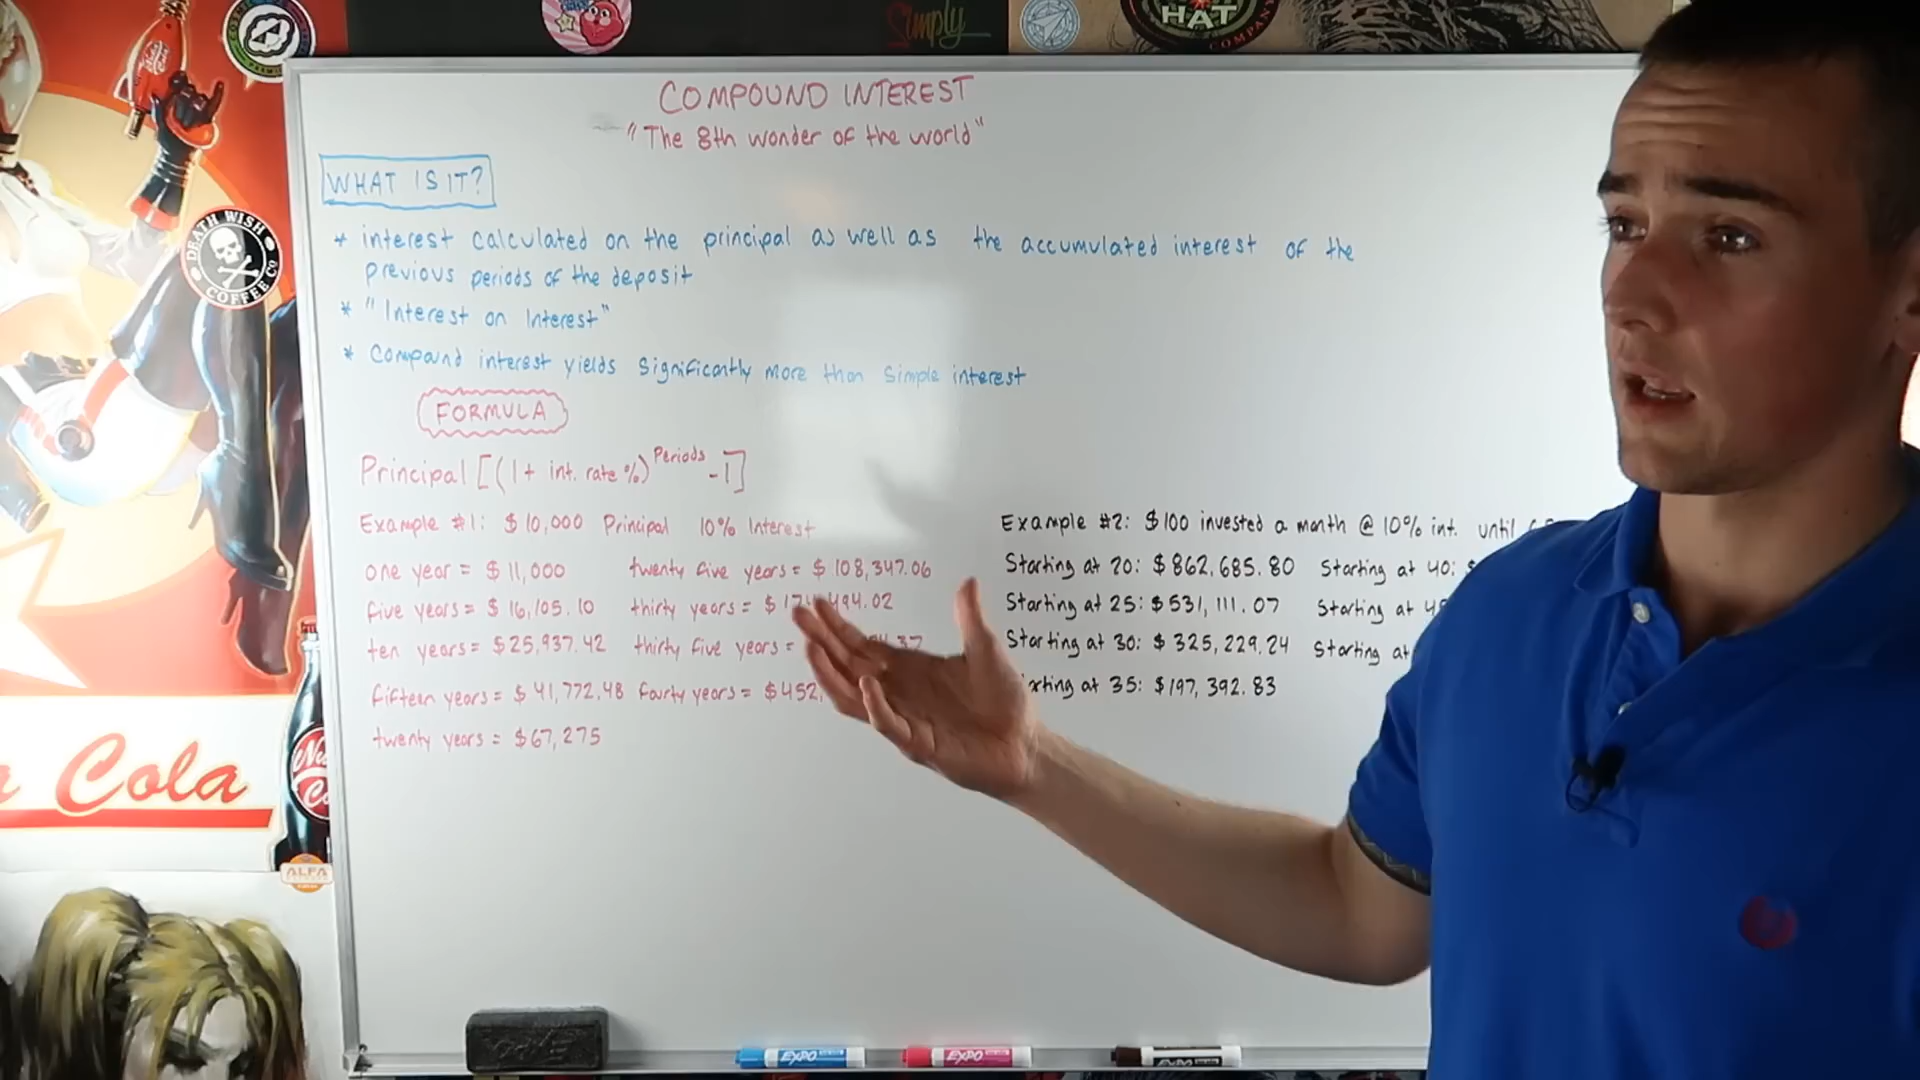 Simply
HAT
COMPANY
DEATH WISH
COFFEE CO
Cola
ALFA
COMPOUND INTEREST
"The 8th wonder of the world"
WHAT IS IT?
* interest calculated on the principal as well as the accumulated interest of the
previous periods of the deposit
* "Interest on Interest"
* Compound interest yields significantly more than simple interest
FORMULA
Principal [(1+ int. rate %)^Periods -1]
Example #1: $10,000 Principal 10% Interest
one year = $11,000 twenty five years = $108,347.06
five years = $16,105.10 thirty years = $174,494.02
ten years = $25,937.42 thirty five years =
fifteen years = $41,772.48 fourty years = $452,
twenty years = $67,275
Example #2: $100 invested a month @ 10% int. until
Starting at 20: $862,685.80 Starting at 40: $
Starting at 25: $531,111.07 Starting at
Starting at 30: $325,229.24 Starting at
at 35: $197,392.83
EXPO
EXPO
EXPO